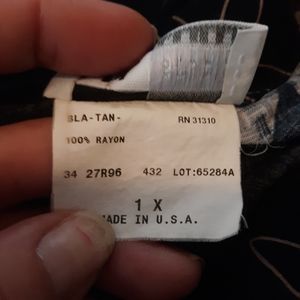 BLA-TAN- RN 31310
100% RAYON
34 27R96 432 LOT:65284A
1 X
MADE IN U.S.A.